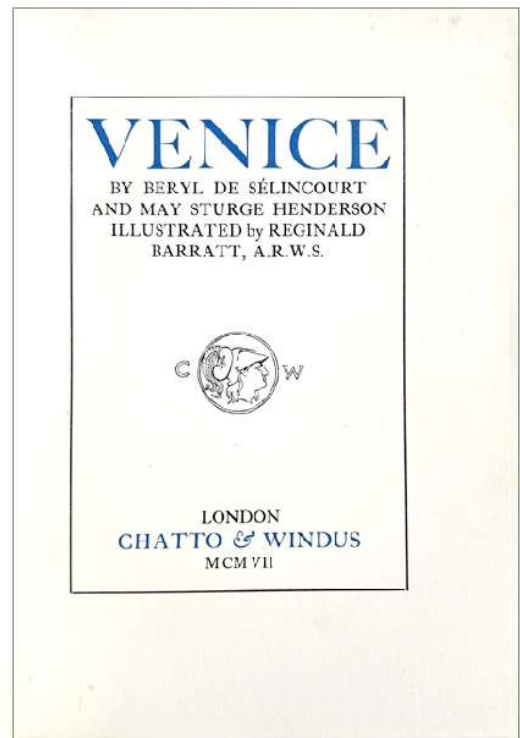 VENICE
BY BERYL DE SÉLINCOURT
AND MAY STURGE HENDERSON
ILLUSTRATED by REGINALD
BARRATT, A.R.W.S.
C W
LONDON
CHATTO & WINDUS
MCMVII